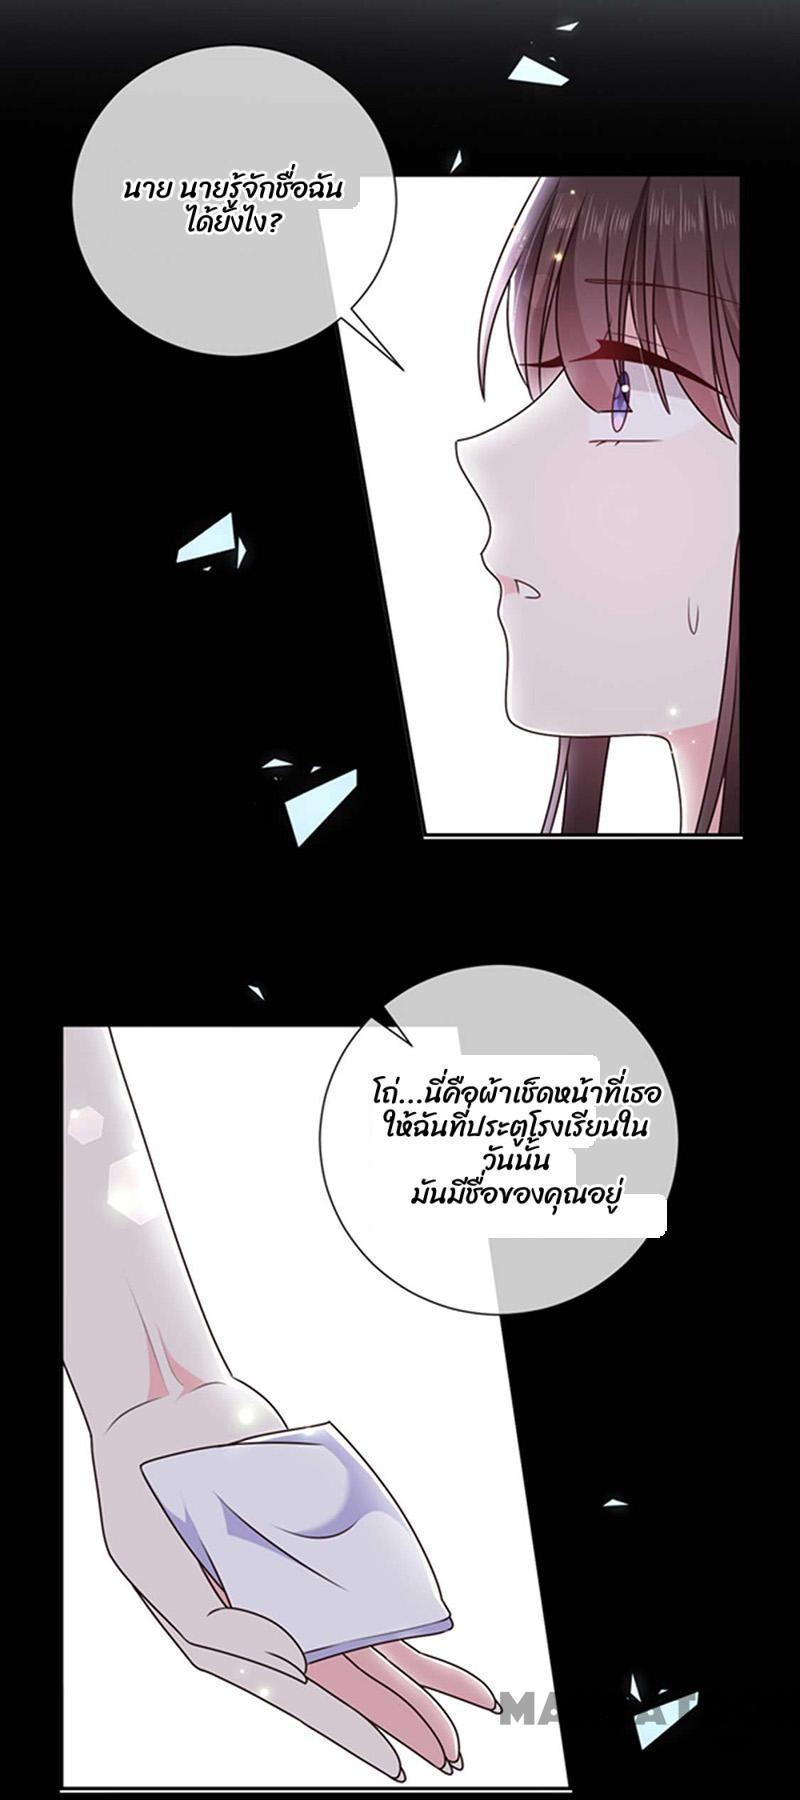 นาย นายรู้จักชื่อฉัน
ได้ยังไง?
โถ่...นี่คือผ้าเช็ดหน้าที่เธอ
ให้ฉันที่ประตูโรงเรียนใน
วันนั้น
มันมีชื่อของคุณอยู่